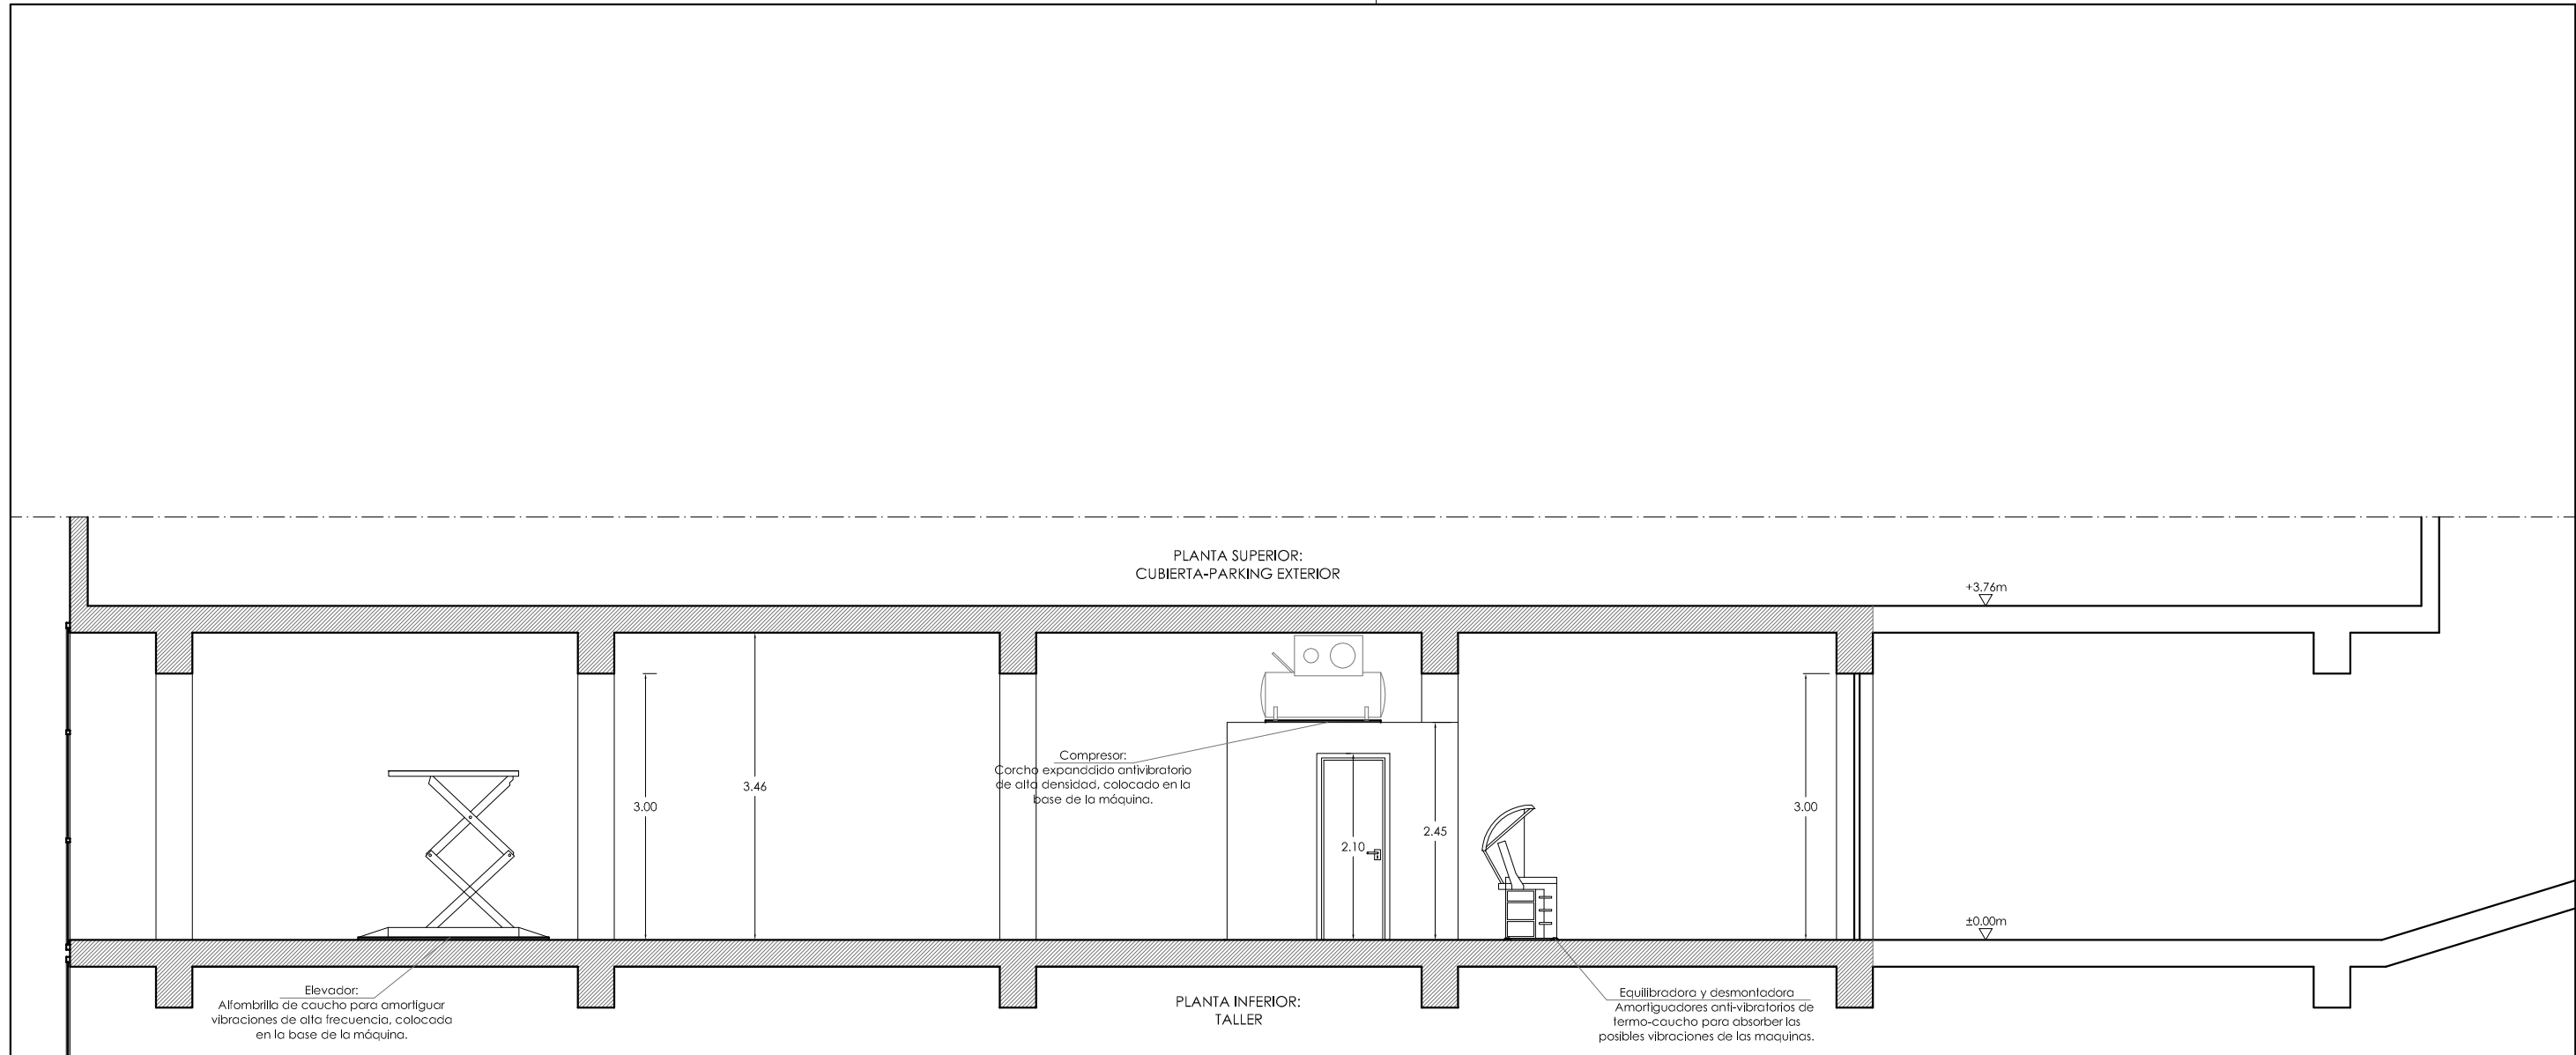 PLANTA SUPERIOR:
CUBIERTA-PARKING EXTERIOR
+3.76m
Compresor:
Corcho expanddido antivibratorio
de alta densidad, colocado en la
base de la máquina.
3.00
3.46
2.10
2.45
3.00
±0.00m
Elevador:
Alfombrilla de caucho para amortiguar
vibraciones de alta frecuencia, colocada
en la base de la máquina.
PLANTA INFERIOR:
TALLER
Equilibradora y desmontadora
Amortiguadores anti-vibratorios de
termo-caucho para absorber las
posibles vibraciones de las maquinas.